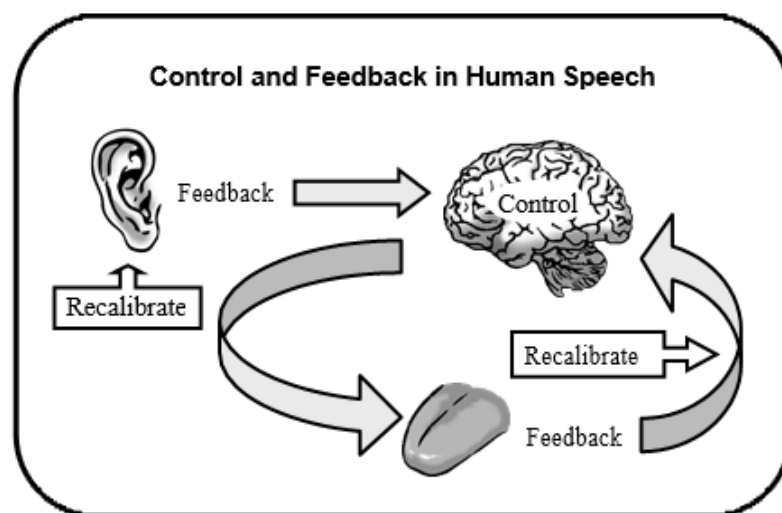 Control and Feedback in Human Speech
Feedback
Control
Recalibrate
Recalibrate
Feedback